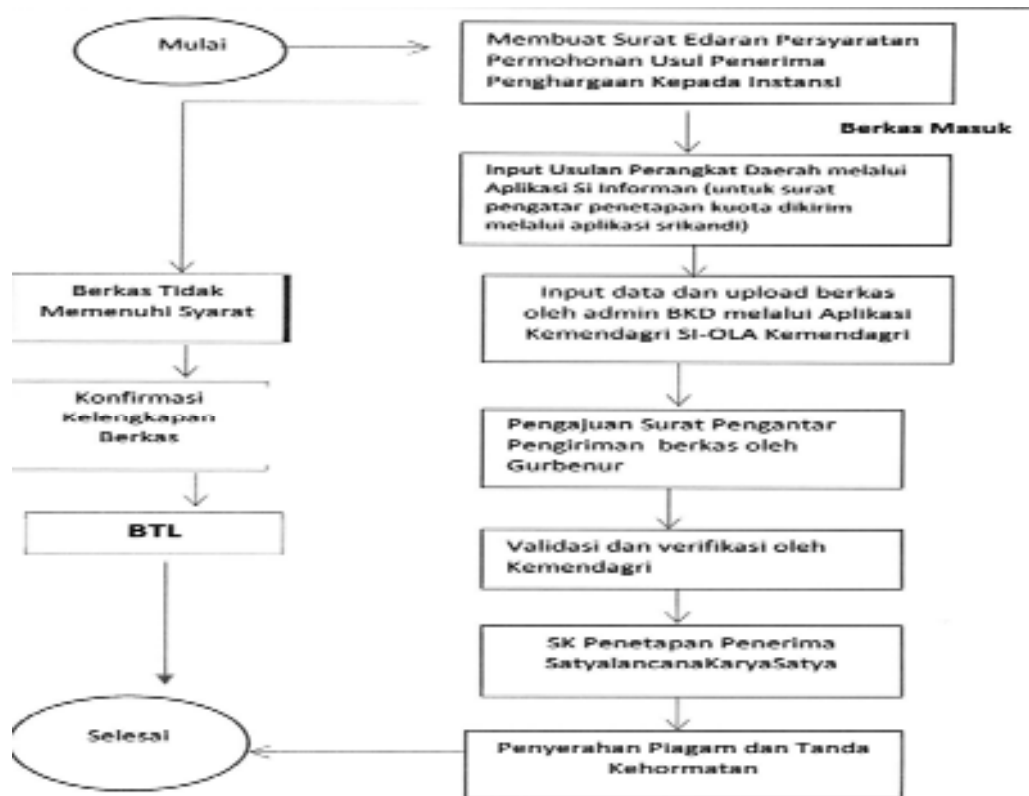 Mulai
Membuat Surat Edaran Persyaratan
Permohonan Usul Penerima
Penghargaan Kepada Instansi
Berkas Masuk
Input Usulan Perangkat Daerah melalui
Aplikasi Si Informan (untuk surat
pengatar penetapan kuota dikirim
melalui aplikasi srikandi)
Berkas Tidak
Memenuhi Syarat
Input data dan upload berkas
oleh admin BKD melalui Aplikasi
Kemendagri SI-OLA Kemendagri
Konfirmasi
Kelengkapan
Berkas
Pengajuan Surat Pengantar
Pengiriman berkas oleh
Gurbenur
BTL
Validasi dan verifikasi oleh
Kemendagri
SK Penetapan Penerima
SatyalancanaKaryaSatya
Selesai
Penyerahan Piagam dan Tanda
Kehormatan